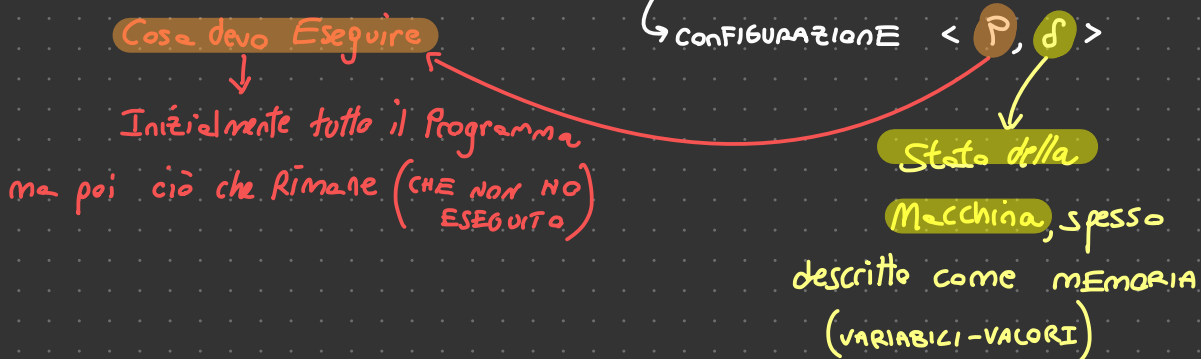 Cosa devo Eseguire
↳ CONFIGURAZIONE < P, δ >
Inizialmente tutto il Programma
ma poi ciò che Rimane (CHE NON HO
ESEGUITO)
Stato della
Macchina, spesso
descritto come MEMORIA
(VARIABILI-VALORI)